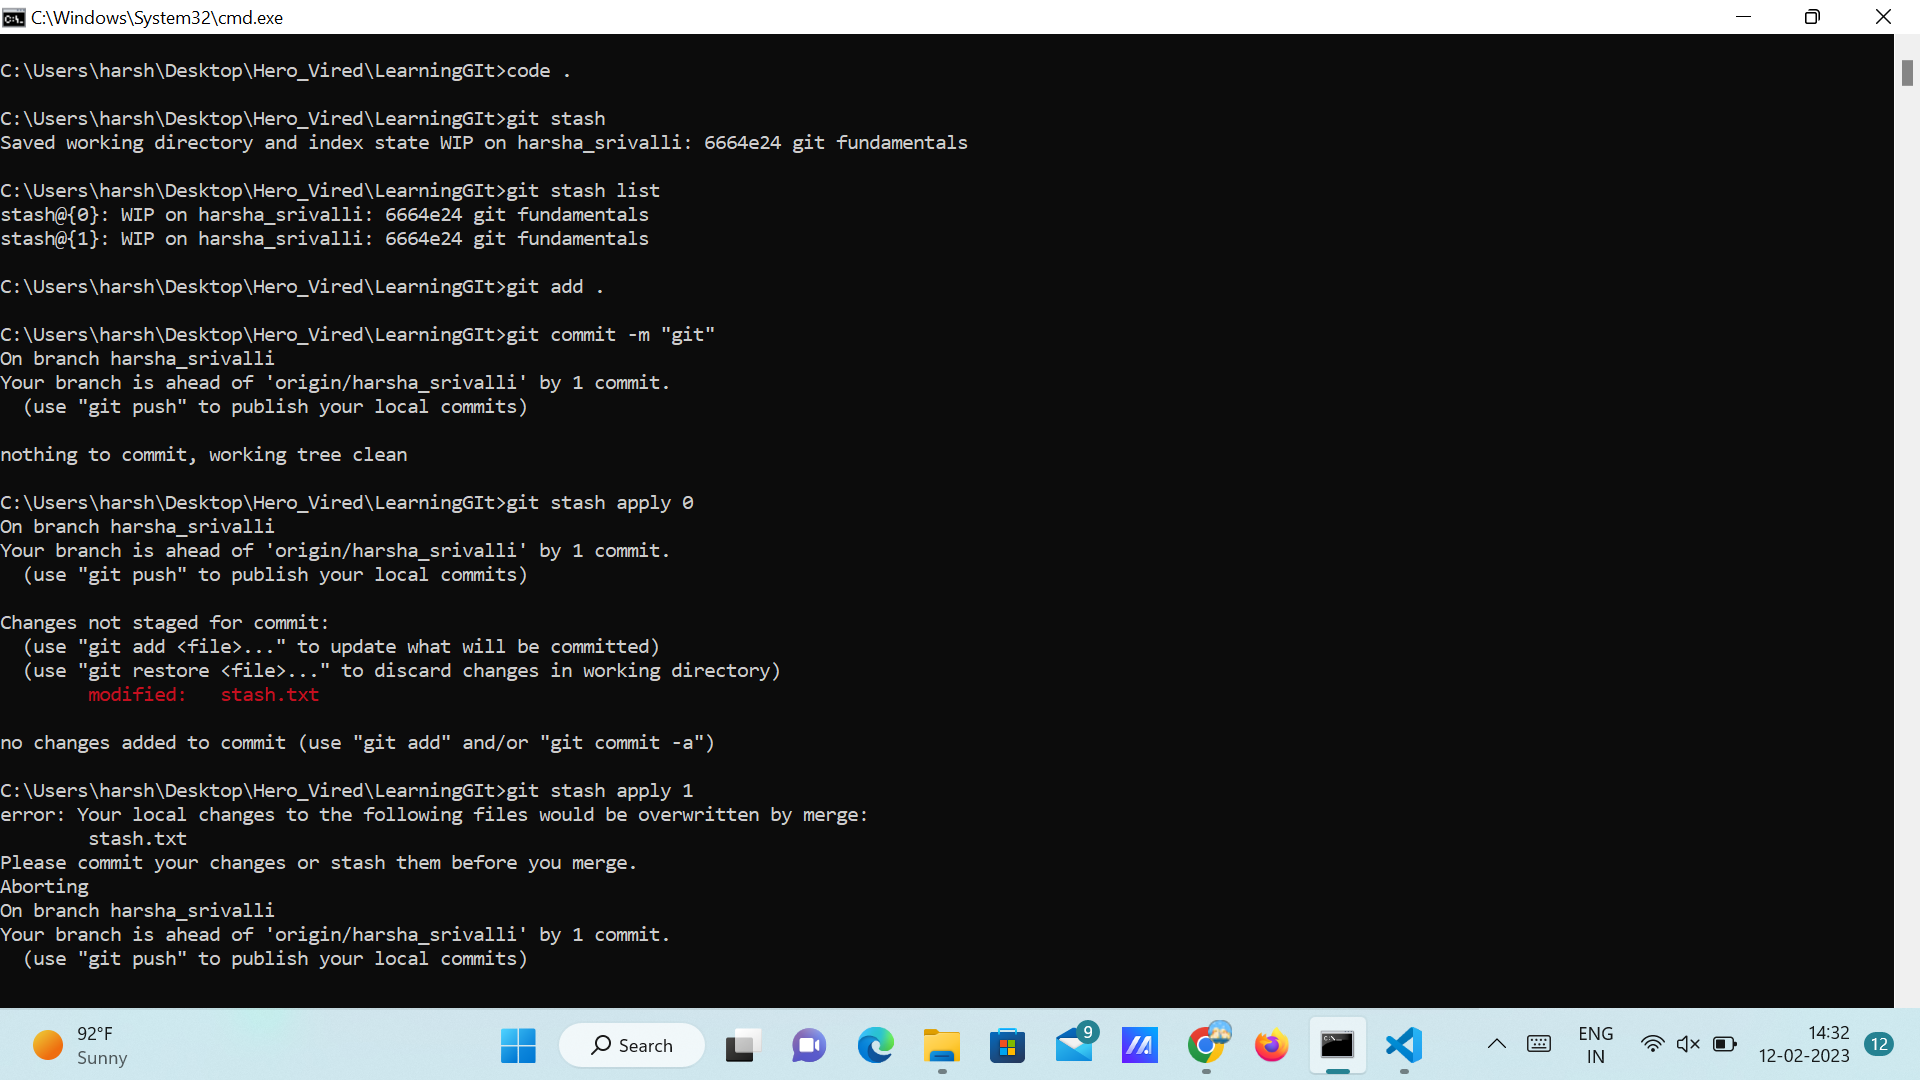 C:\Windows\System32\cmd.exe
C:\Users\harsh\Desktop\Hero_Vired\LearningGIt>code .
C:\Users\harsh\Desktop\Hero_Vired\LearningGIt>git stash
Saved working directory and index state WIP on harsha_srivalli: 6664e24 git fundamentals
C:\Users\harsh\Desktop\Hero_Vired\LearningGIt>git stash list
stash@{0}: WIP on harsha_srivalli: 6664e24 git fundamentals
stash@{1}: WIP on harsha_srivalli: 6664e24 git fundamentals
C:\Users\harsh\Desktop\Hero_Vired\LearningGIt>git add .
C:\Users\harsh\Desktop\Hero_Vired\LearningGIt>git commit -m "git"
On branch harsha_srivalli
Your branch is ahead of 'origin/harsha_srivalli' by 1 commit.
  (use "git push" to publish your local commits)
nothing to commit, working tree clean
C:\Users\harsh\Desktop\Hero_Vired\LearningGIt>git stash apply 0
On branch harsha_srivalli
Your branch is ahead of 'origin/harsha_srivalli' by 1 commit.
  (use "git push" to publish your local commits)
Changes not staged for commit:
  (use "git add <file>..." to update what will be committed)
  (use "git restore <file>..." to discard changes in working directory)
        modified:   stash.txt
no changes added to commit (use "git add" and/or "git commit -a")
C:\Users\harsh\Desktop\Hero_Vired\LearningGIt>git stash apply 1
error: Your local changes to the following files would be overwritten by merge:
        stash.txt
Please commit your changes or stash them before you merge.
Aborting
On branch harsha_srivalli
Your branch is ahead of 'origin/harsha_srivalli' by 1 commit.
  (use "git push" to publish your local commits)
92°F
Sunny
Search
9
ENG
IN
14:32
12-02-2023
12